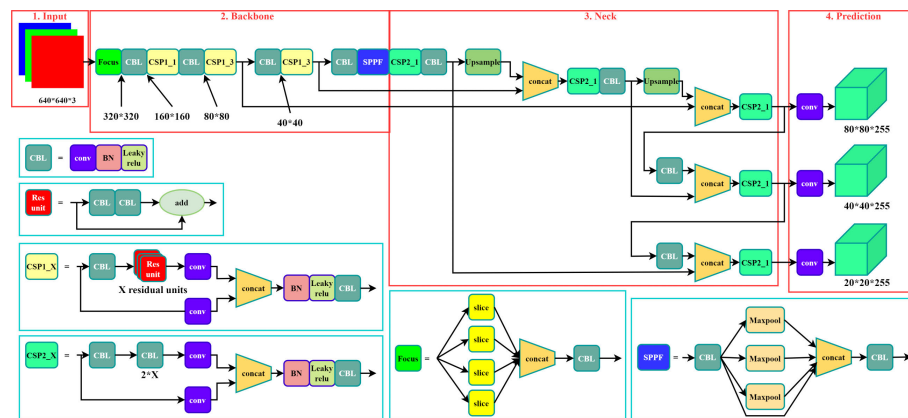 1. Input
2. Backbone
3. Neck
4. Prediction
Focus CBL CSP1_1 CBL CSP1_3 CBL CSP1_3 CBL SPPF CSP2_1 CBL Upsample
concat CSP2_1 CBL Upsample
concat CSP2_1 conv
640*640*3
320*320 160*160 80*80 40*40
80*80*255
CBL = conv BN Leaky relu
CBL concat CSP2_1 conv
40*40*255
Res unit = CBL CBL add
CBL concat CSP2_1 conv
20*20*255
CSP1_X = CBL Res unit conv
X residual units
concat BN Leaky relu CBL
conv
CSP2_X = CBL CBL conv
2*X
concat BN Leaky relu CBL
conv
Focus = slice
slice
slice
slice
concat CBL
SPPF = CBL Maxpool
Maxpool
Maxpool
concat CBL